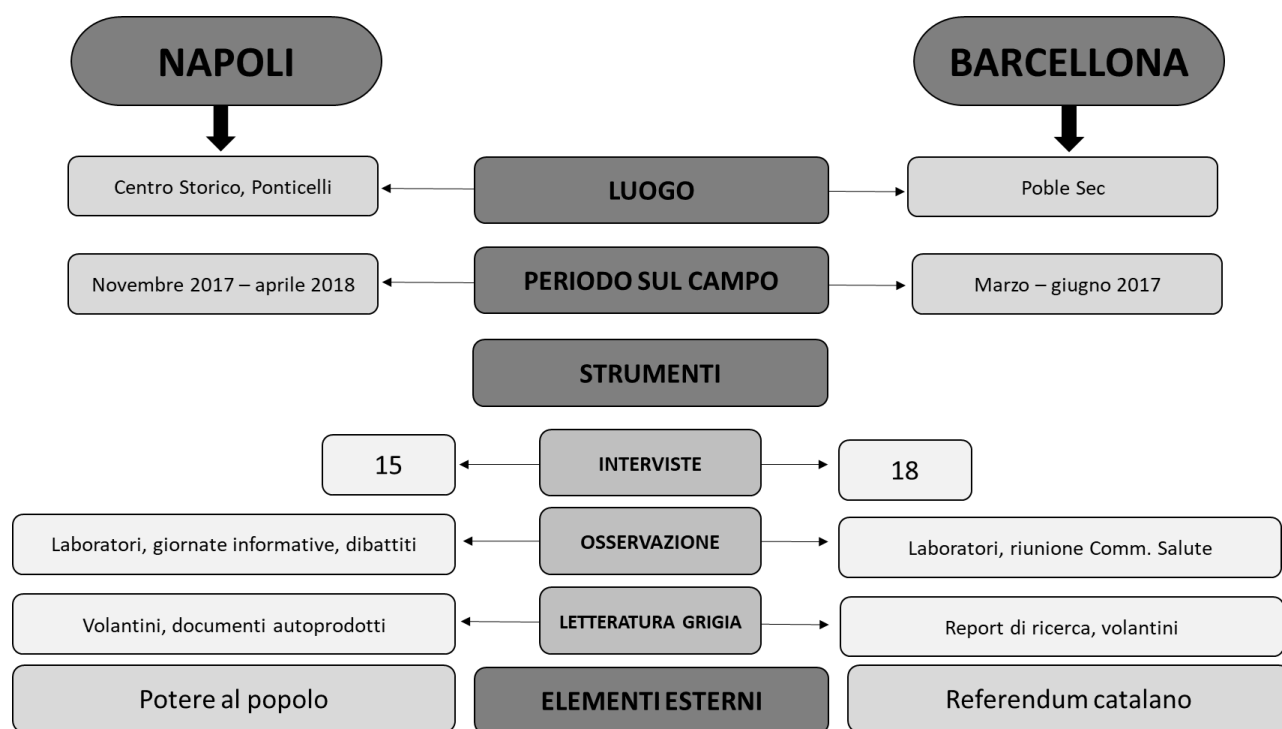 NAPOLI
BARCELLONA
Centro Storico, Ponticelli
LUOGO
Poble Sec
Novembre 2017 – aprile 2018
PERIODO SUL CAMPO
Marzo – giugno 2017
STRUMENTI
15
INTERVISTE
18
Laboratori, giornate informative, dibattiti
OSSERVAZIONE
Laboratori, riunione Comm. Salute
Volantini, documenti autoprodotti
LETTERATURA GRIGIA
Report di ricerca, volantini
Potere al popolo
ELEMENTI ESTERNI
Referendum catalano